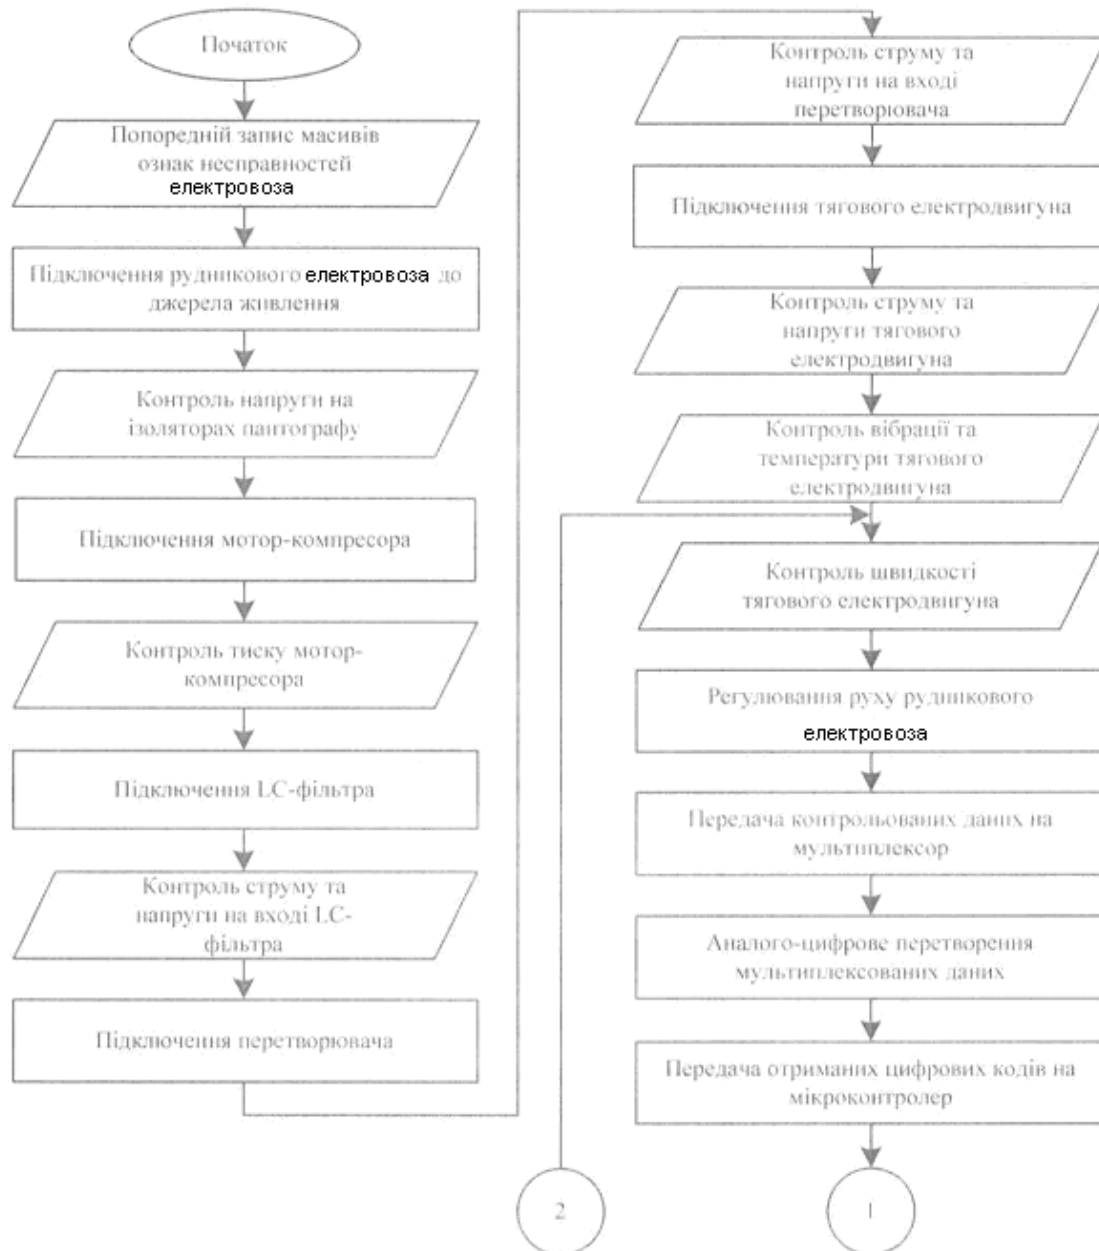 Початок
Попоредній запис масивів
ознак несправностей
електровоза
Підключення рудникового електровоза до
джерела живлення
Контроль напруги на
ізоляторах пантографу
Підключення мотор-компресора
Контроль тиску мотор-
компресора
Підключення LC-фільтра
Контроль струму та
напруги на вході LC-
фільтра
Підключення перетворювача
Контроль струму та
напруги на вході
перетворювача
Підключення тягового електродвигуна
Контроль струму та
напруги тягового
електродвигуна
Контроль вібрації та
температури тягового
електродвигуна
Контроль швидкості
тягового електродвигуна
Регулювання руху рудникового
електровоза
Передача контрольованих даних на
мультиплексор
Аналого-цифрове перетворення
мультиплексованих даних
Передача отриманих цифрових кодів на
мікроконтролер
2
1